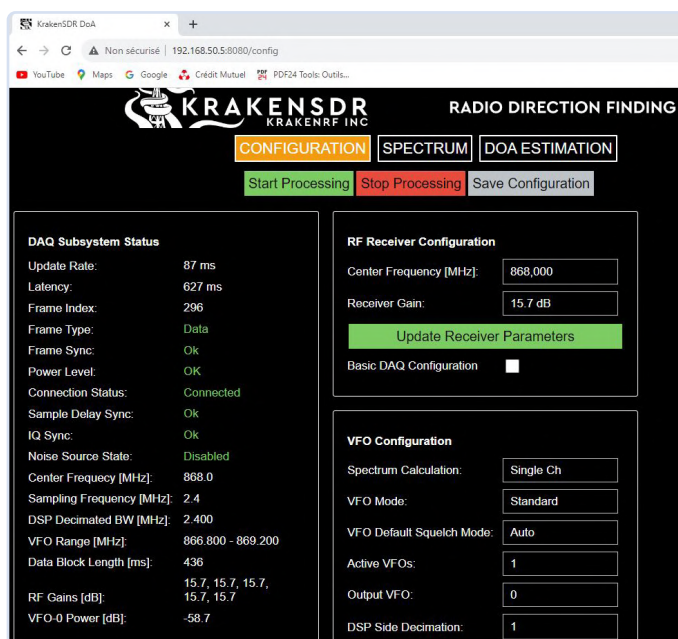 KrakenSDR DoA
Non sécurisé | 192.168.50.5:8080/config
YouTube Maps Google Crédit Mutuel PDF24 Tools: Outils...
KRAKENSDR
KRAKENRF INC
RADIO DIRECTION FINDING
CONFIGURATION SPECTRUM DOA ESTIMATION
Start Processing Stop Processing Save Configuration
DAQ Subsystem Status
Update Rate: 87 ms
Latency: 627 ms
Frame Index: 296
Frame Type: Data
Frame Sync: Ok
Power Level: OK
Connection Status: Connected
Sample Delay Sync: Ok
IQ Sync: Ok
Noise Source State: Disabled
Center Frequecy [MHz]: 868.0
Sampling Frequency [MHz]: 2.4
DSP Decimated BW [MHz]: 2.400
VFO Range [MHz]: 866.800 - 869.200
Data Block Length [ms]: 436
RF Gains [dB]: 15.7, 15.7, 15.7,
15.7, 15.7
VFO-0 Power [dB]: -58.7
RF Receiver Configuration
Center Frequency [MHz]: 868,000
Receiver Gain: 15.7 dB
Update Receiver Parameters
Basic DAQ Configuration
VFO Configuration
Spectrum Calculation: Single Ch
VFO Mode: Standard
VFO Default Squelch Mode: Auto
Active VFOs: 1
Output VFO: 0
DSP Side Decimation: 1